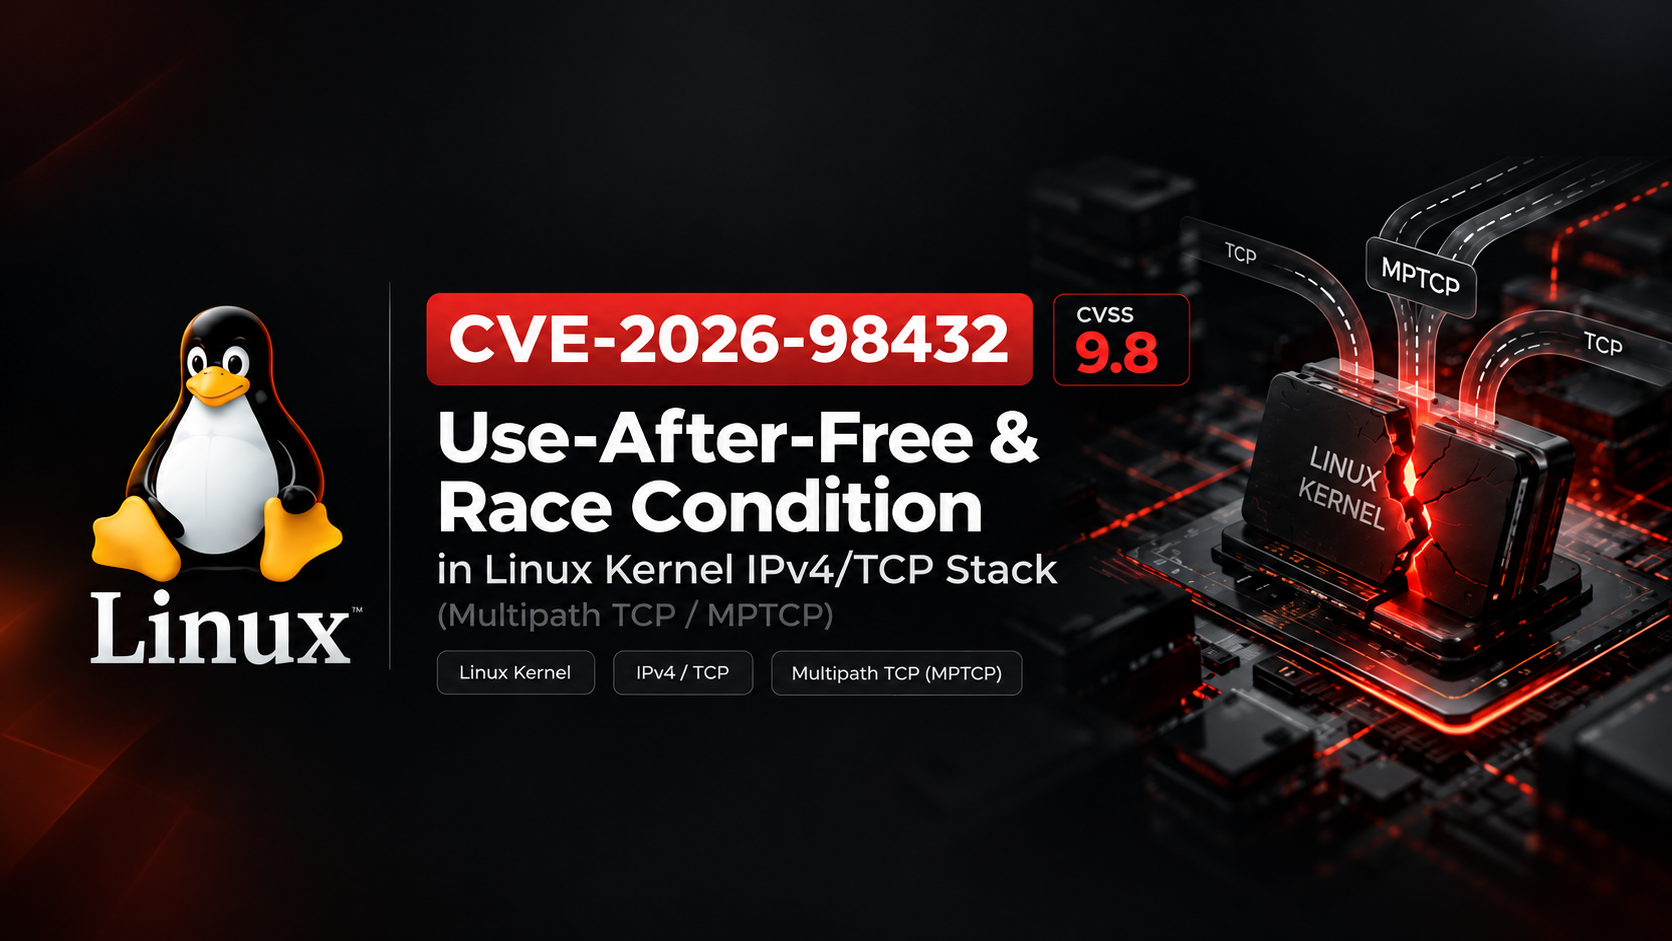 Linux™
CVE-2026-98432
CVSS
9.8
Use-After-Free &
Race Condition
in Linux Kernel IPv4/TCP Stack
(Multipath TCP / MPTCP)
Linux Kernel
IPv4 / TCP
Multipath TCP (MPTCP)
TCP
MPTCP
TCP
LINUX
KERNEL